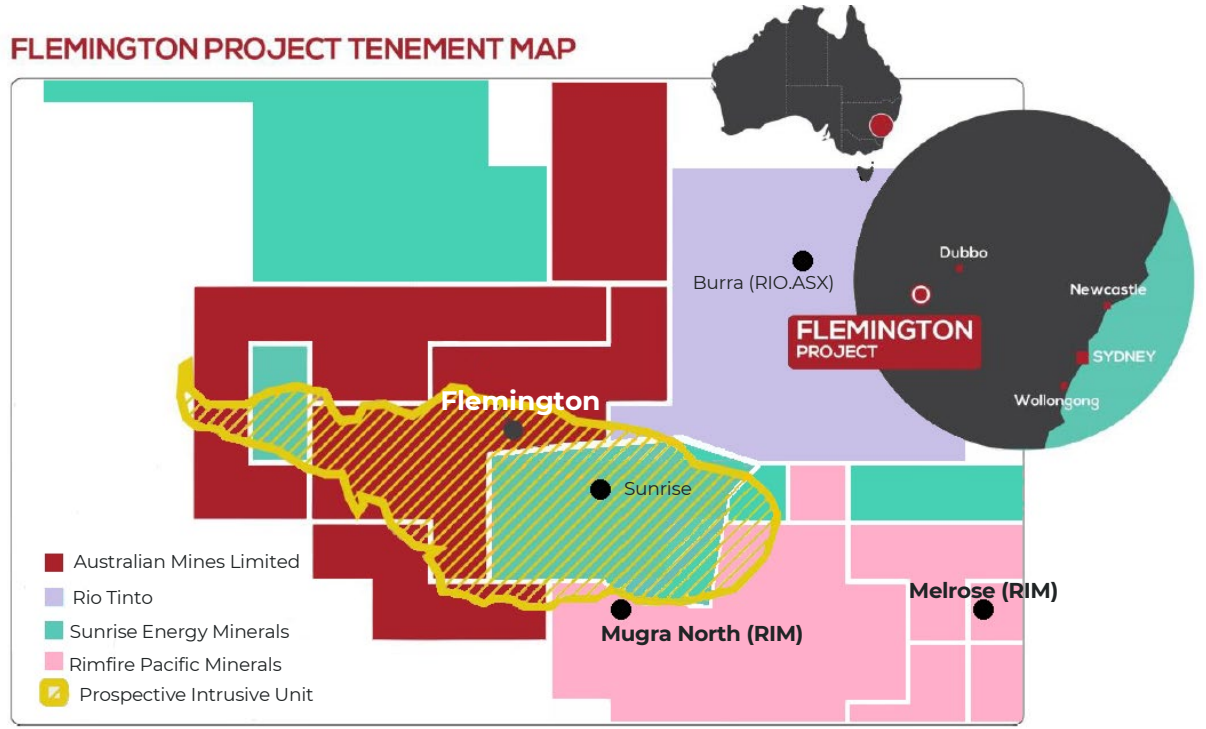 FLEMINGTON PROJECT TENEMENT MAP
Burra (RIO.ASX)
Dubbo
Newcastle
FLEMINGTON
PROJECT
SYDNEY
Wollongong
Flemington
Sunrise
Australian Mines Limited
Rio Tinto
Sunrise Energy Minerals
Rimfire Pacific Minerals
Prospective Intrusive Unit
Melrose (RIM)
Mugra North (RIM)